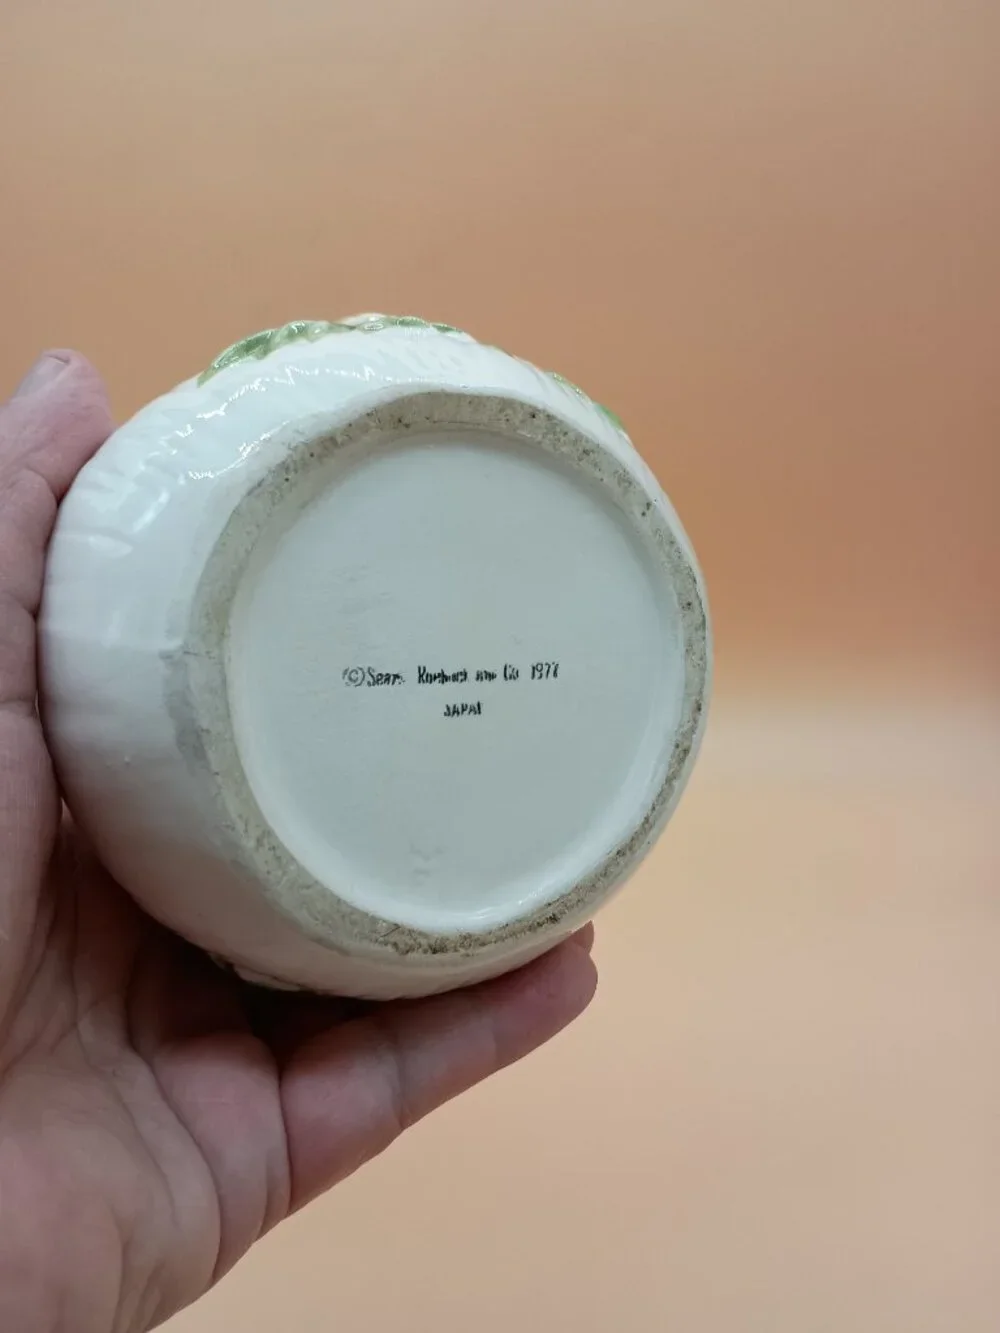 ©Sears, Roebuck and Co 1977
JAPAN